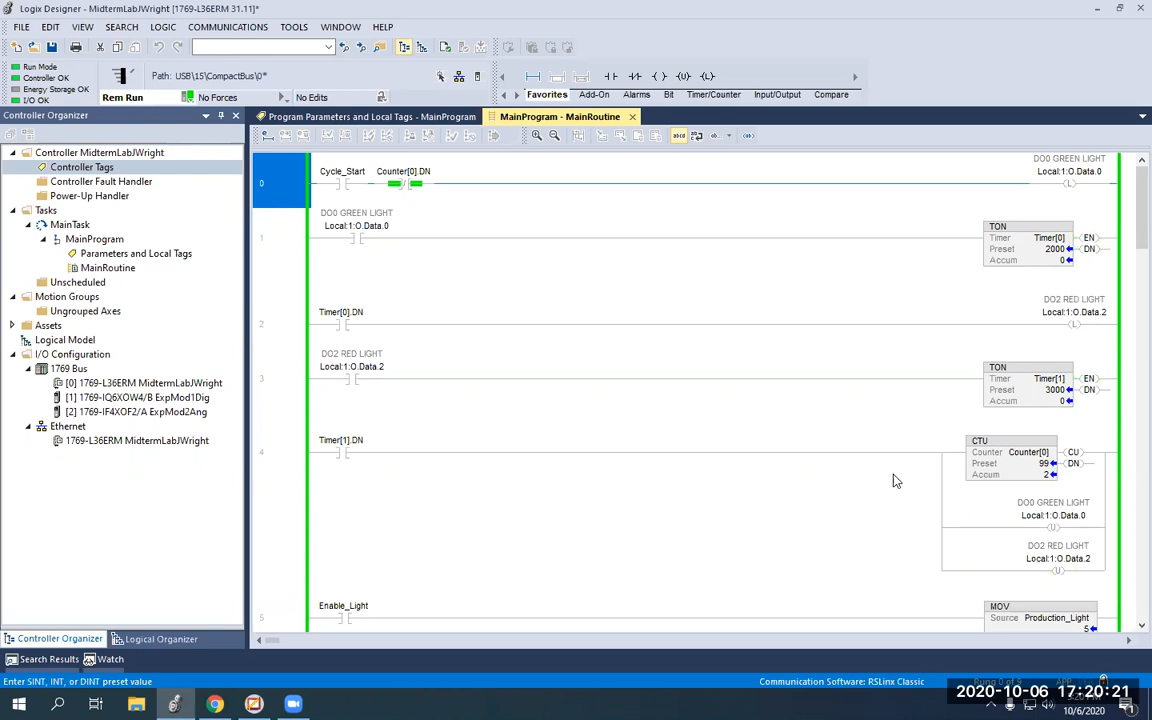 Logix Designer - MidtermLabJWright [1769-L36ERM 31.11]*
FILE EDIT VIEW SEARCH LOGIC COMMUNICATIONS TOOLS WINDOW HELP
Run Mode
Controller OK
Energy Storage OK
I/O OK
Path: USB\15\CompactBus\0*
Rem Run No Forces No Edits
Favorites Add-On Alarms Bit Timer/Counter Input/Output Compare
Controller Organizer
Program Parameters and Local Tags - MainProgram
MainProgram - MainRoutine
Controller MidtermLabJWright
Controller Tags
Controller Fault Handler
Power-Up Handler
Tasks
MainTask
MainProgram
Parameters and Local Tags
MainRoutine
Unscheduled
Motion Groups
Ungrouped Axes
Assets
Logical Model
I/O Configuration
1769 Bus
[0] 1769-L36ERM MidtermLabJWright
[1] 1769-IQ6XOW4/B ExpMod1Dig
[2] 1769-IF4XOF2/A ExpMod2Ang
Ethernet
1769-L36ERM MidtermLabJWright
Controller Organizer Logical Organizer
0
Cycle_Start Counter[0].DN
DO0 GREEN LIGHT
Local:1:O.Data.0
L
1
DO0 GREEN LIGHT
Local:1:O.Data.0
TON
Timer Timer[0]
Preset 2000
Accum 0
EN
DN
2
Timer[0].DN
DO2 RED LIGHT
Local:1:O.Data.2
L
3
DO2 RED LIGHT
Local:1:O.Data.2
TON
Timer Timer[1]
Preset 3000
Accum 0
EN
DN
4
Timer[1].DN
CTU
Counter Counter[0]
Preset 99
Accum 2
CU
DN
DO0 GREEN LIGHT
Local:1:O.Data.0
U
DO2 RED LIGHT
Local:1:O.Data.2
U
5
Enable_Light
MOV
Source Production_Light
5
Search Results Watch
Enter SINT, INT, or DINT preset value
Communication Software: RSLinx Classic
Rung 0 of 9
APP
2020-10-06 17:20:21
10/6/2020